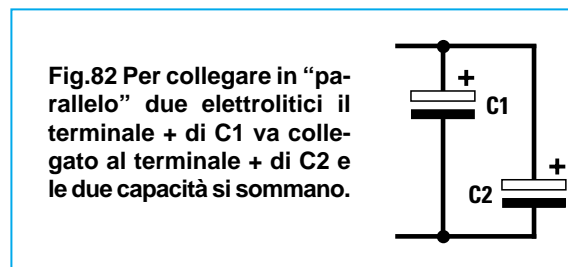 Fig.82 Per collegare in “pa-
rallelo” due elettrolitici il
terminale + di C1 va colle-
gato al terminale + di C2 e
le due capacità si sommano.
+
C1
+
C2